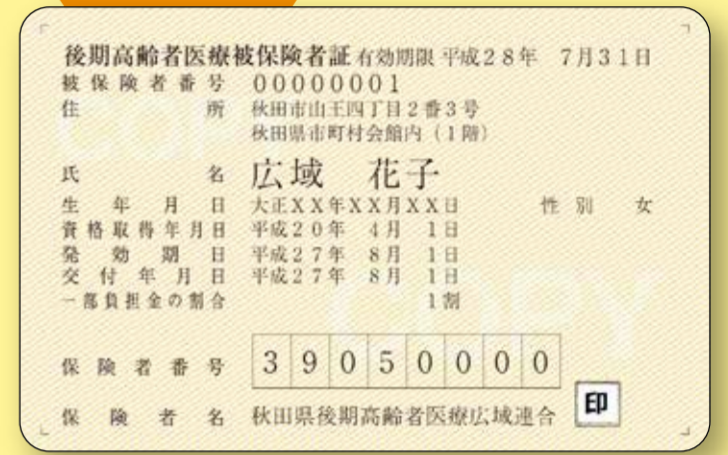 後期高齢者医療被保険者証 有効期限 平成28年 7月31日
被保険者番号 00000001
住所 秋田市山王四丁目2番3号
秋田県市町村会館内(1階)
氏名 広域 花子
生年月日 大正XX年XX月XX日 性別 女
資格取得年月日 平成20年 4月 1日
発効期日 平成27年 8月 1日
交付年月日 平成27年 8月 1日
一部負担金の割合 1割
保険者番号 39050000
保険者名 秋田県後期高齢者医療広域連合 印
COPY
COPY